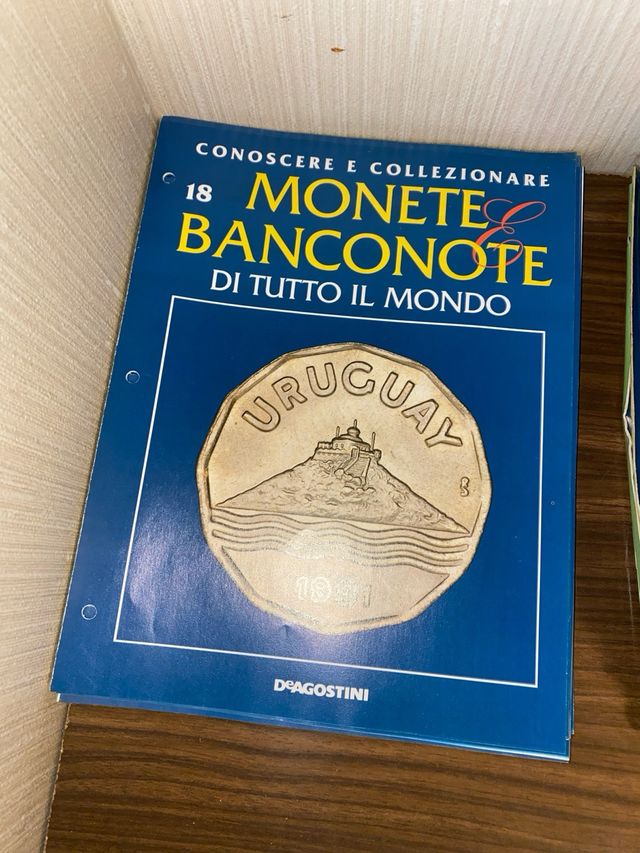 CONOSCERE E COLLEZIONARE
18
MONETE E
BANCONOTE
DI TUTTO IL MONDO
URUGUAY
DeAGOSTINI